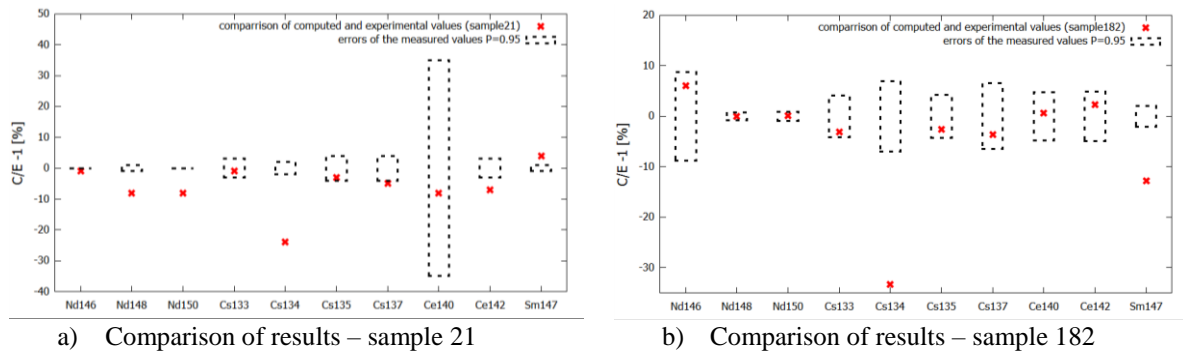 comparrison of computed and experimental values (sample21)
errors of the measured values P=0.95
C/E -1 [%]
50
40
30
20
10
0
-10
-20
-30
-40
Nd146 Nd148 Nd150 Cs133 Cs134 Cs135 Cs137 Ce140 Ce142 Sm147
a) Comparison of results – sample 21
comparrison of computed and experimental values (sample182)
errors of the measured values P=0.95
C/E -1 [%]
20
10
0
-10
-20
-30
Nd146 Nd148 Nd150 Cs133 Cs134 Cs135 Cs137 Ce140 Ce142 Sm147
b) Comparison of results – sample 182